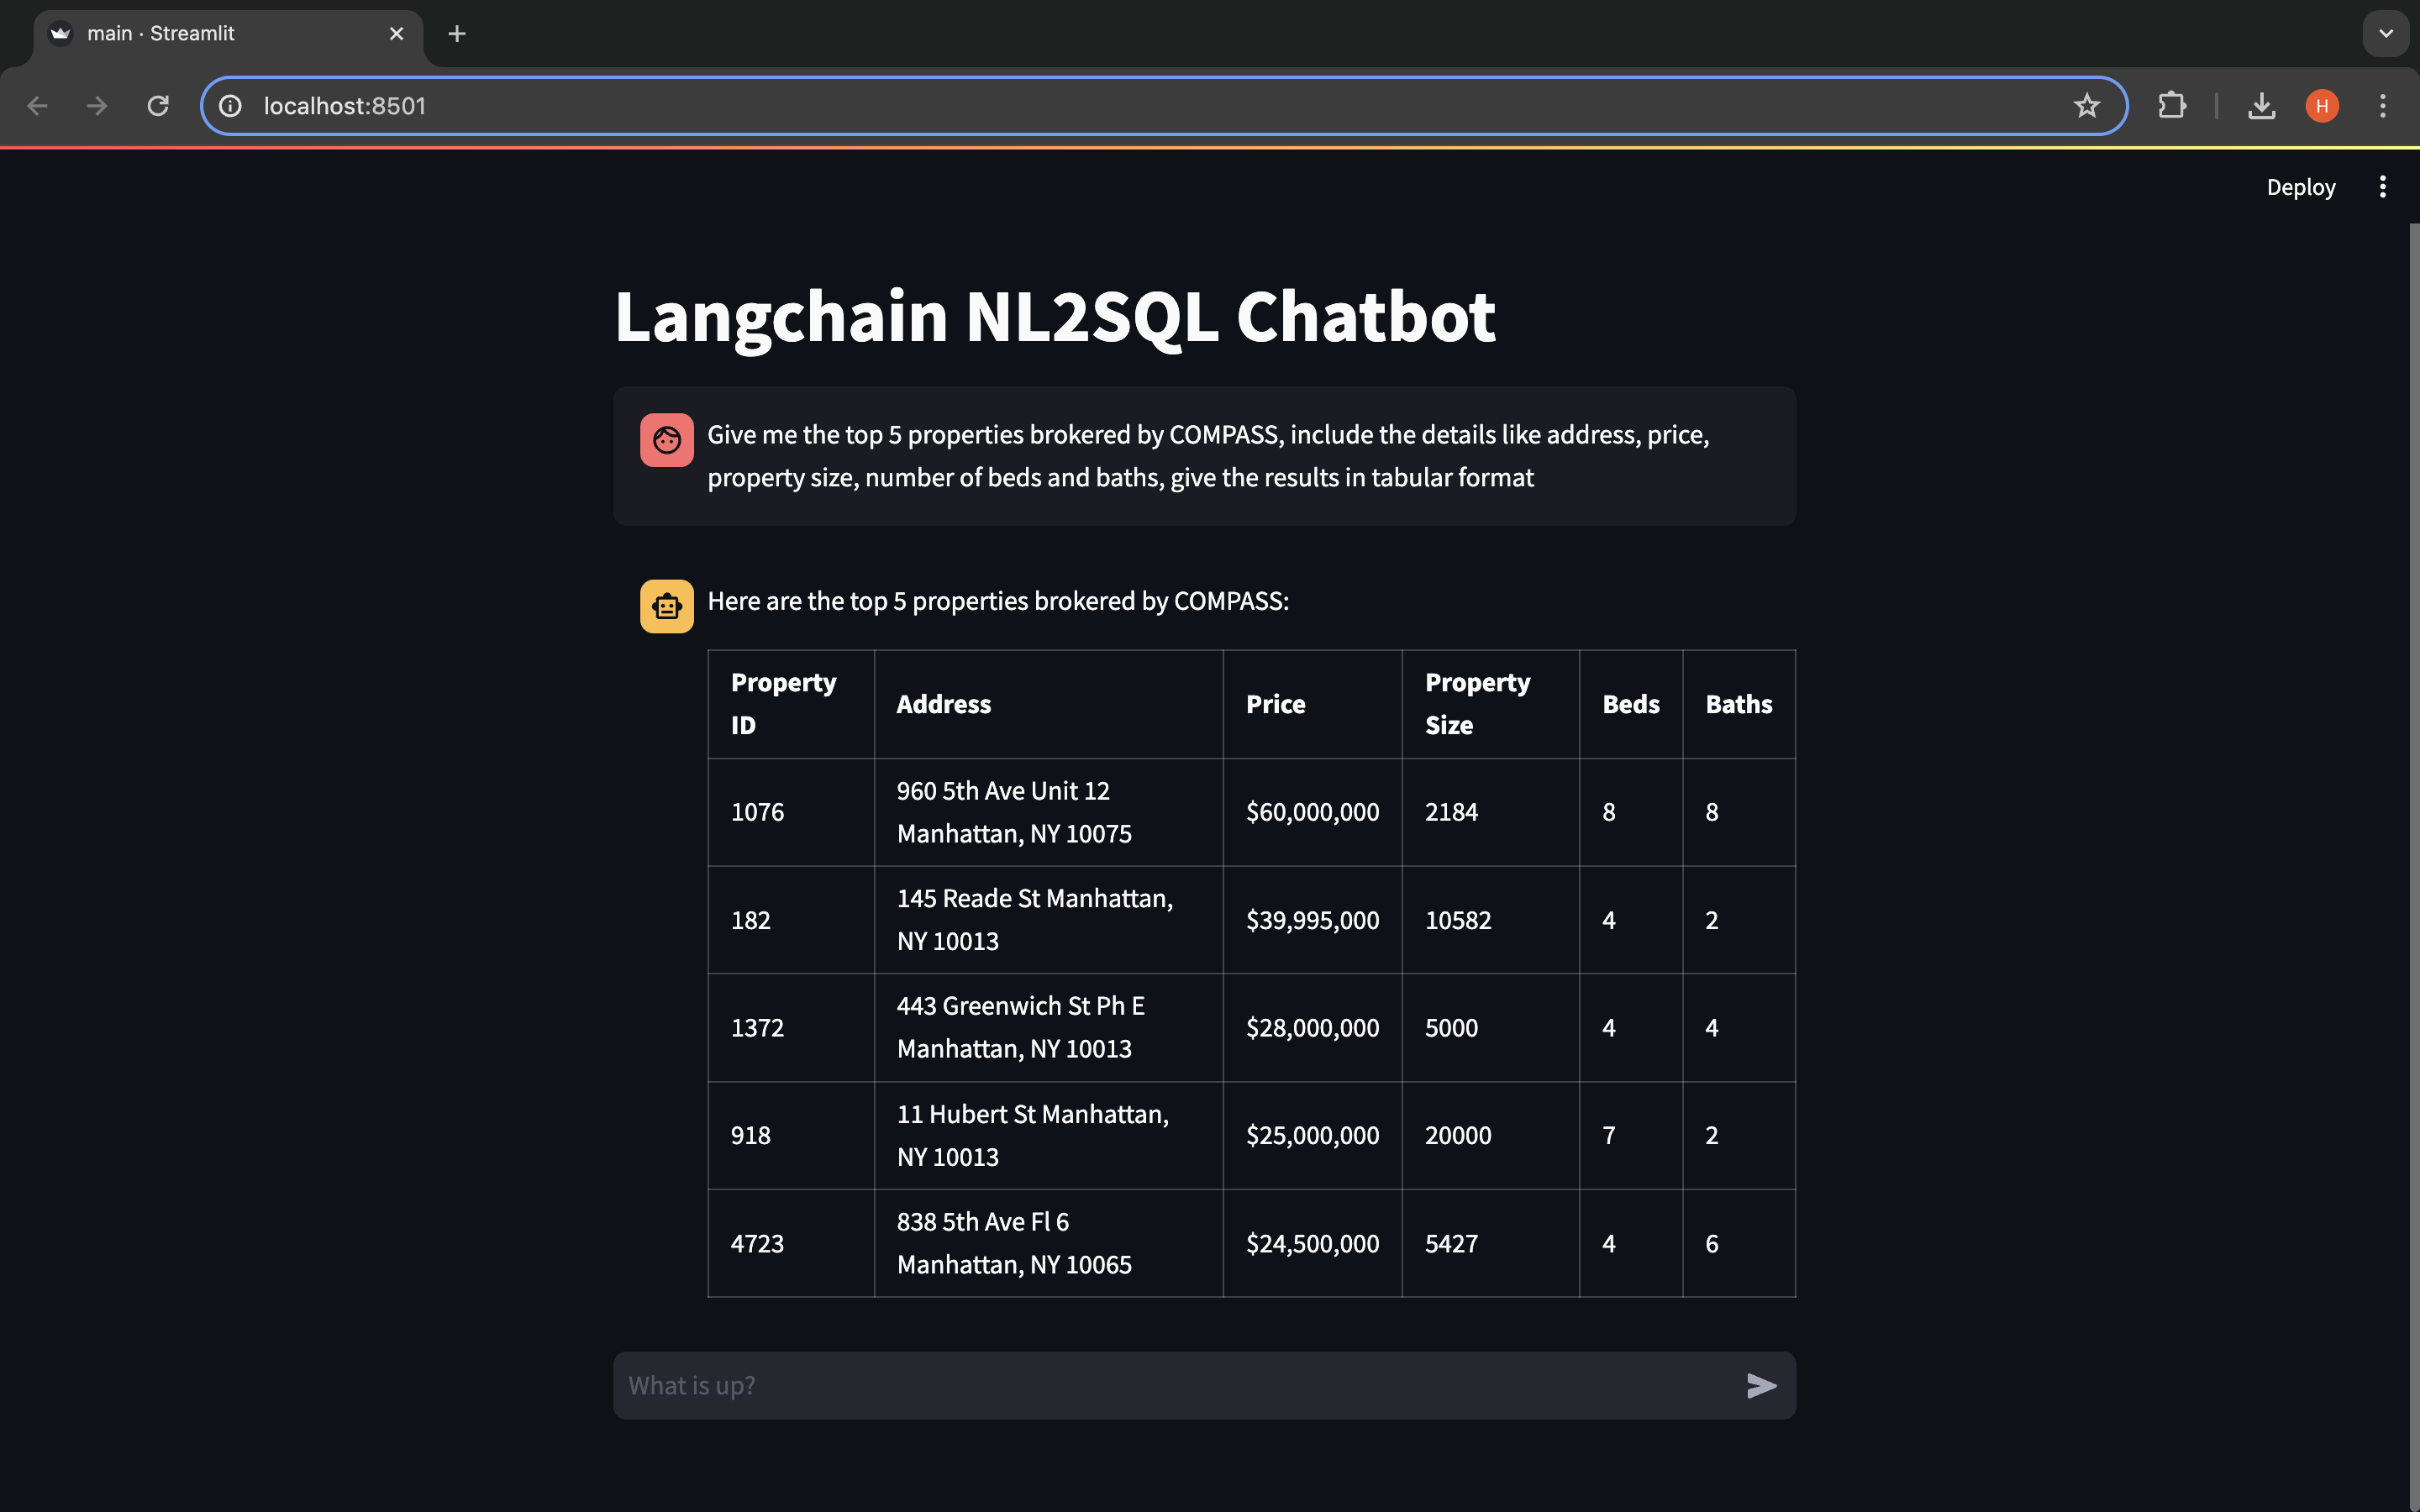 main · Streamlit
localhost:8501
H
Deploy
Langchain NL2SQL Chatbot
Give me the top 5 properties brokered by COMPASS, include the details like address, price,
property size, number of beds and baths, give the results in tabular format
Here are the top 5 properties brokered by COMPASS:
Property ID Address Price Property Size Beds Baths
1076 960 5th Ave Unit 12 Manhattan, NY 10075 $60,000,000 2184 8 8
182 145 Reade St Manhattan, NY 10013 $39,995,000 10582 4 2
1372 443 Greenwich St Ph E Manhattan, NY 10013 $28,000,000 5000 4 4
918 11 Hubert St Manhattan, NY 10013 $25,000,000 20000 7 2
4723 838 5th Ave Fl 6 Manhattan, NY 10065 $24,500,000 5427 4 6
What is up?